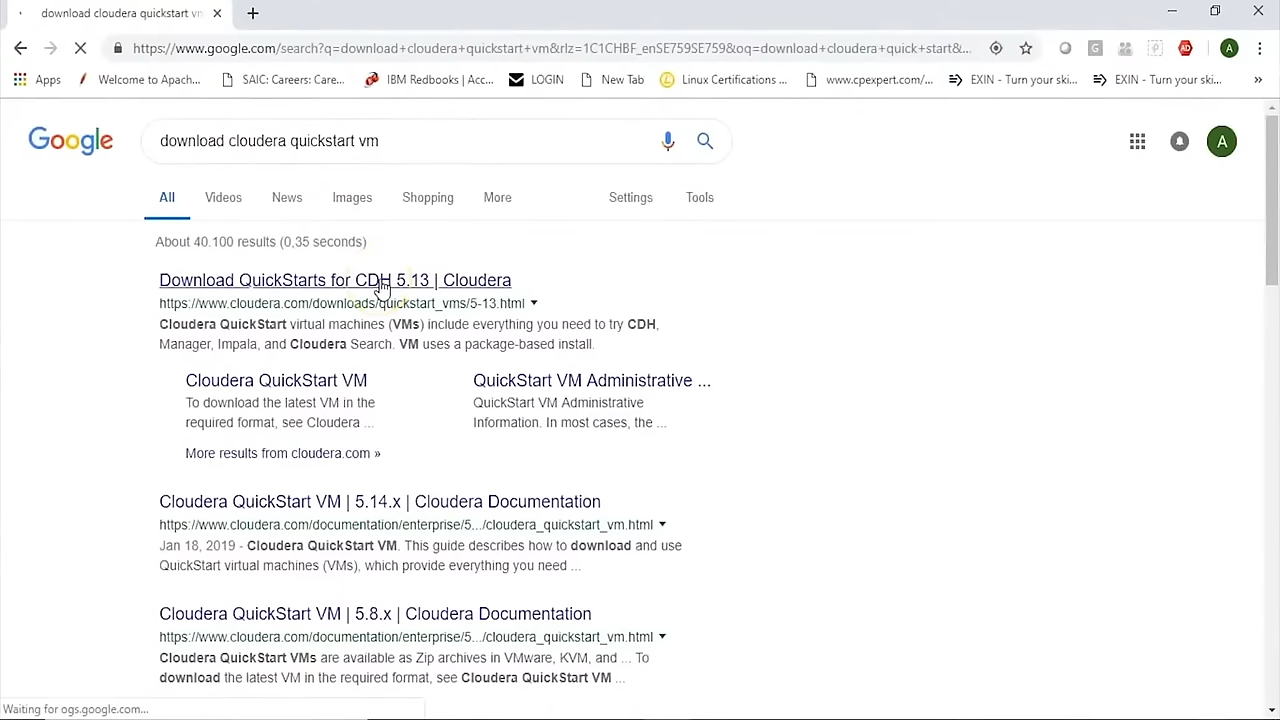 download cloudera quickstart vm
https://www.google.com/search?q=download+cloudera+quickstart+vm&rlz=1C1CHBF_enSE759SE759&oq=download+cloudera+quick+start&...
G
A
Apps
Welcome to Apach...
SAIC: Careers: Care...
IBM Redbooks | Acc...
LOGIN
New Tab
Linux Certifications ...
www.cpexpert.com/...
EXIN - Turn your ski...
EXIN - Turn your ski...
»
Google
download cloudera quickstart vm
A
All
Videos
News
Images
Shopping
More
Settings
Tools
About 40.100 results (0,35 seconds)
Download QuickStarts for CDH 5.13 | Cloudera
https://www.cloudera.com/downloads/quickstart_vms/5-13.html
Cloudera QuickStart virtual machines (VMs) include everything you need to try CDH,
Manager, Impala, and Cloudera Search. VM uses a package-based install.
Cloudera QuickStart VM
To download the latest VM in the
required format, see Cloudera ...
QuickStart VM Administrative ...
QuickStart VM Administrative
Information. In most cases, the ...
More results from cloudera.com »
Cloudera QuickStart VM | 5.14.x | Cloudera Documentation
https://www.cloudera.com/documentation/enterprise/5.../cloudera_quickstart_vm.html
Jan 18, 2019 - Cloudera QuickStart VM. This guide describes how to download and use
QuickStart virtual machines (VMs), which provide everything you need ...
Cloudera QuickStart VM | 5.8.x | Cloudera Documentation
https://www.cloudera.com/documentation/enterprise/5.../cloudera_quickstart_vm.html
Cloudera QuickStart VMs are available as Zip archives in VMware, KVM, and ... To
download the latest VM in the required format, see Cloudera QuickStart VM ...
Waiting for ogs.google.com...